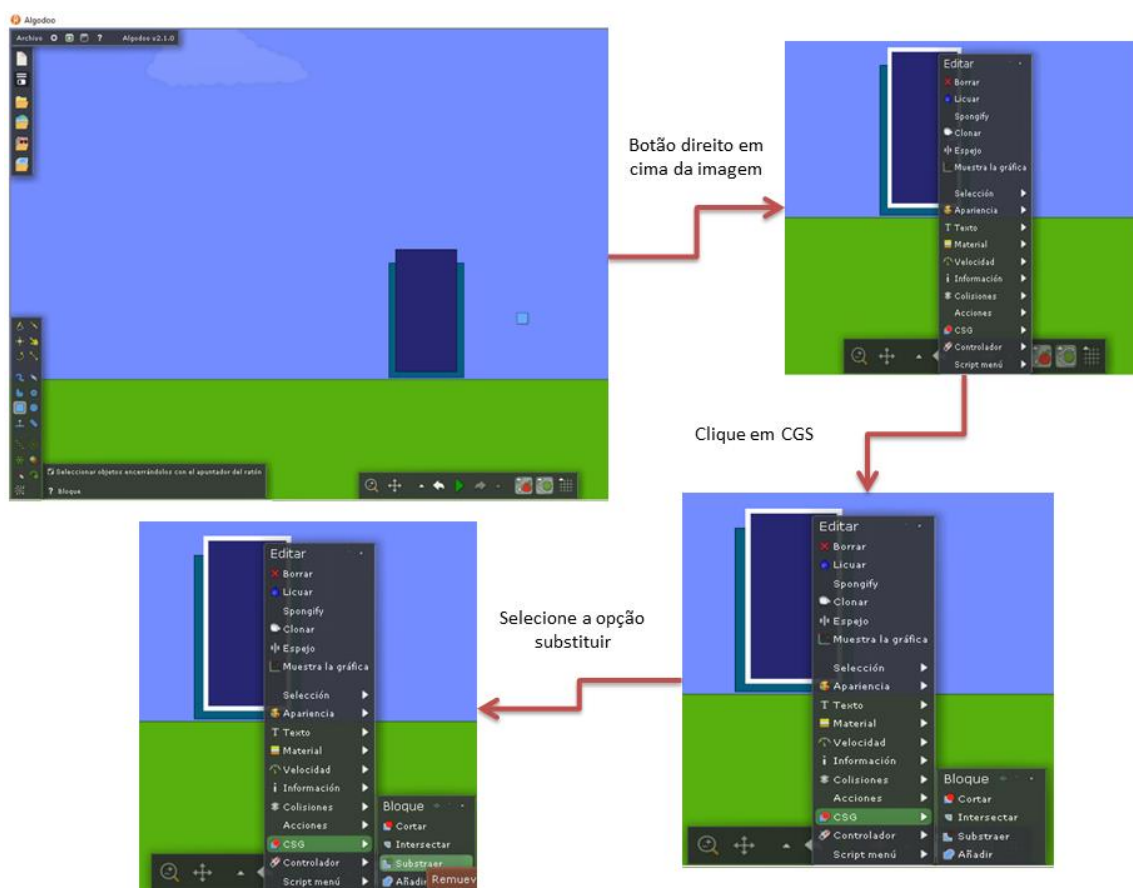 Algodoo
Archivo ? Algodoo v2.1.0
Seleccionar objetos encerrándolos con el apuntador del ratón
? Bloque
Botão direito em
cima da imagem
Editar
Borrar
Licuar
Spongify
Clonar
Espejo
Muestra la gráfica
Selección
Apariencia
Texto
Material
Velocidad
Información
Colisiones
Acciones
CSG
Controlador
Script menú
Clique em CGS
Editar
Borrar
Licuar
Spongify
Clonar
Espejo
Muestra la gráfica
Selección
Apariencia
Texto
Material
Velocidad
Información
Colisiones
Acciones
CSG
Controlador
Script menú
Bloque
Cortar
Intersectar
Substraer
Añadir
Selecione a opção
substituir
Editar
Borrar
Licuar
Spongify
Clonar
Espejo
Muestra la gráfica
Selección
Apariencia
Texto
Material
Velocidad
Información
Colisiones
Acciones
CSG
Controlador
Script menú
Bloque
Cortar
Intersectar
Substraer
Añadir
Remuev